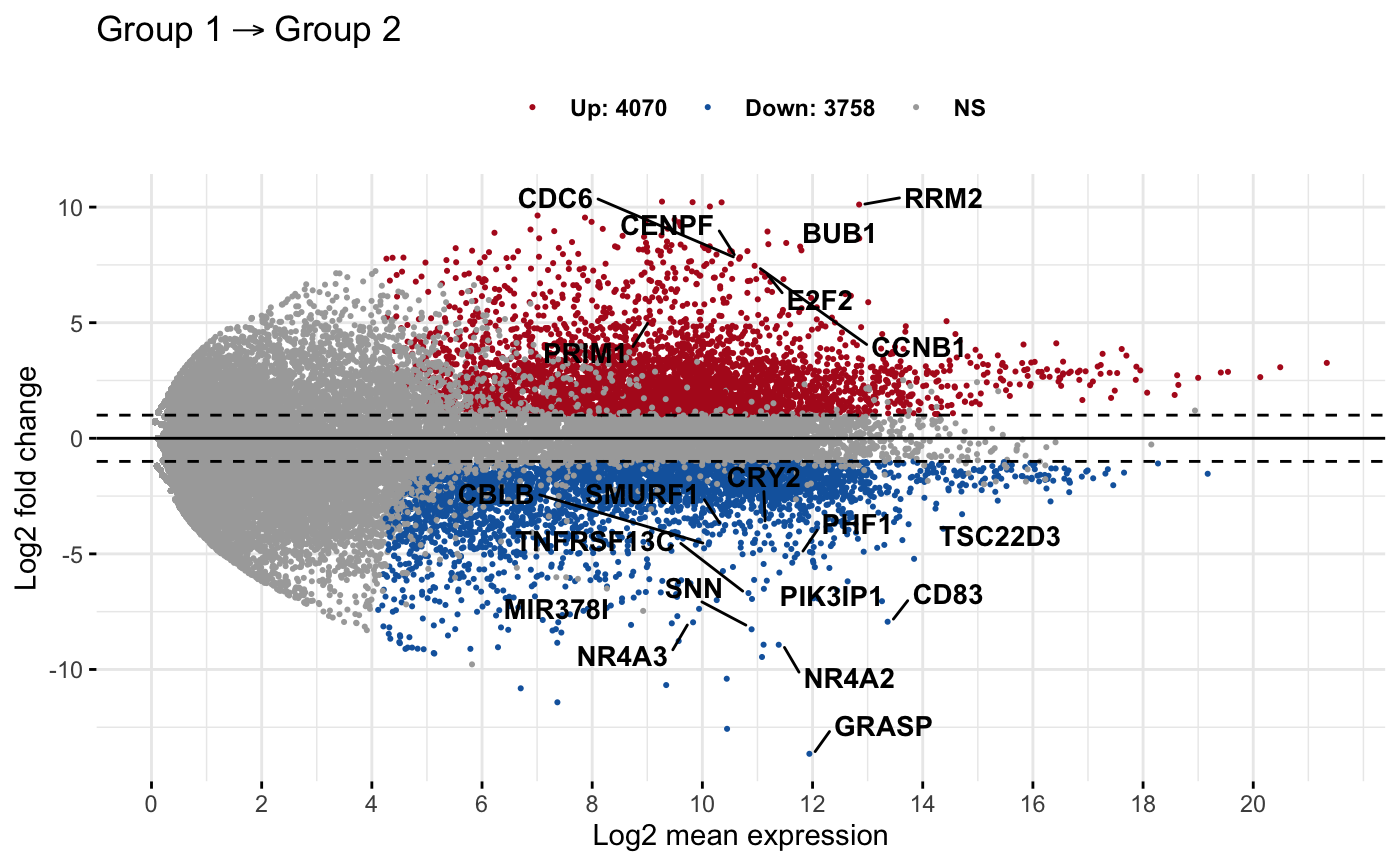 Group 1 → Group 2
Up: 4070 Down: 3758 NS
Log2 fold change
10
5
0
-5
-10
CDC6
RRM2
CENPF
BUB1
E2F2
CCNB1
PRIM1
CRY2
CBLB
SMURF1
PHF1
TSC22D3
TNFRSF13C
SNN
PIK3IP1
CD83
MIR378I
NR4A3
NR4A2
GRASP
0 2 4 6 8 10 12 14 16 18 20
Log2 mean expression